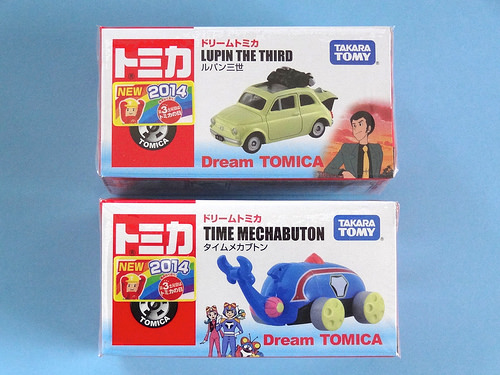 トミカ
NEW 2014
TOMICA
ドリームトミカ
LUPIN THE THIRD
ルパン三世
TAKARA
TOMY
Dream TOMICA
トミカ
NEW 2014
TOMICA
ドリームトミカ
TIME MECHABUTON
タイムメカブトン
TAKARA
TOMY
Dream TOMICA